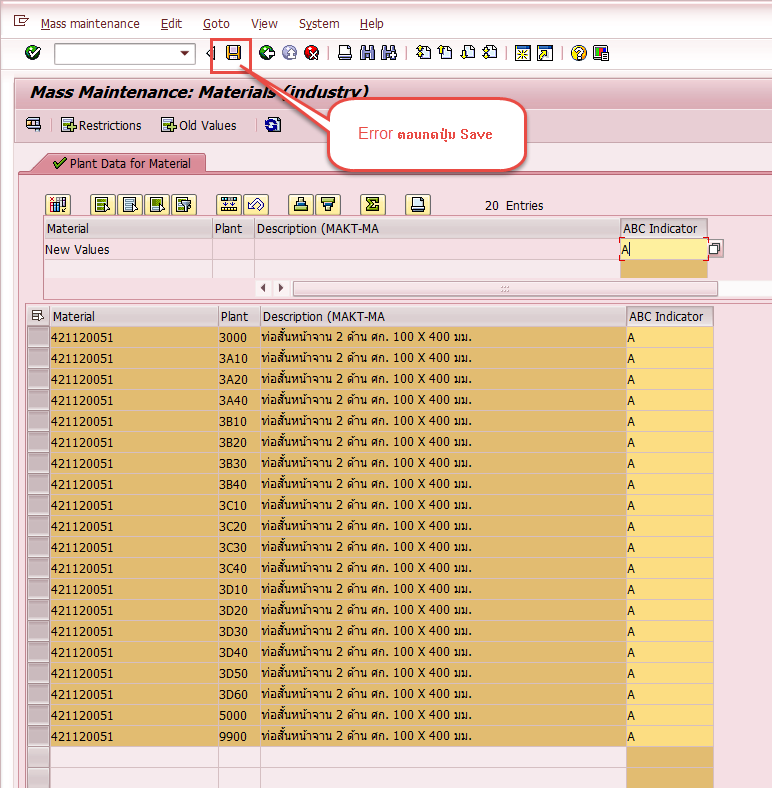 Mass maintenance Edit Goto View System Help
Mass Maintenance: Materials (industry)
Restrictions Old Values
Error ตอนกดปุ่ม Save
Plant Data for Material
20 Entries
Material Plant Description (MAKT-MA ABC Indicator
New Values A
Material Plant Description (MAKT-MA ABC Indicator
421120051 3000 ท่อสั้นหน้าจาน 2 ด้าน ศก. 100 X 400 มม. A
421120051 3A10 ท่อสั้นหน้าจาน 2 ด้าน ศก. 100 X 400 มม. A
421120051 3A20 ท่อสั้นหน้าจาน 2 ด้าน ศก. 100 X 400 มม. A
421120051 3A40 ท่อสั้นหน้าจาน 2 ด้าน ศก. 100 X 400 มม. A
421120051 3B10 ท่อสั้นหน้าจาน 2 ด้าน ศก. 100 X 400 มม. A
421120051 3B20 ท่อสั้นหน้าจาน 2 ด้าน ศก. 100 X 400 มม. A
421120051 3B30 ท่อสั้นหน้าจาน 2 ด้าน ศก. 100 X 400 มม. A
421120051 3B40 ท่อสั้นหน้าจาน 2 ด้าน ศก. 100 X 400 มม. A
421120051 3C10 ท่อสั้นหน้าจาน 2 ด้าน ศก. 100 X 400 มม. A
421120051 3C20 ท่อสั้นหน้าจาน 2 ด้าน ศก. 100 X 400 มม. A
421120051 3C30 ท่อสั้นหน้าจาน 2 ด้าน ศก. 100 X 400 มม. A
421120051 3C40 ท่อสั้นหน้าจาน 2 ด้าน ศก. 100 X 400 มม. A
421120051 3D10 ท่อสั้นหน้าจาน 2 ด้าน ศก. 100 X 400 มม. A
421120051 3D20 ท่อสั้นหน้าจาน 2 ด้าน ศก. 100 X 400 มม. A
421120051 3D30 ท่อสั้นหน้าจาน 2 ด้าน ศก. 100 X 400 มม. A
421120051 3D40 ท่อสั้นหน้าจาน 2 ด้าน ศก. 100 X 400 มม. A
421120051 3D50 ท่อสั้นหน้าจาน 2 ด้าน ศก. 100 X 400 มม. A
421120051 3D60 ท่อสั้นหน้าจาน 2 ด้าน ศก. 100 X 400 มม. A
421120051 5000 ท่อสั้นหน้าจาน 2 ด้าน ศก. 100 X 400 มม. A
421120051 9900 ท่อสั้นหน้าจาน 2 ด้าน ศก. 100 X 400 มม. A